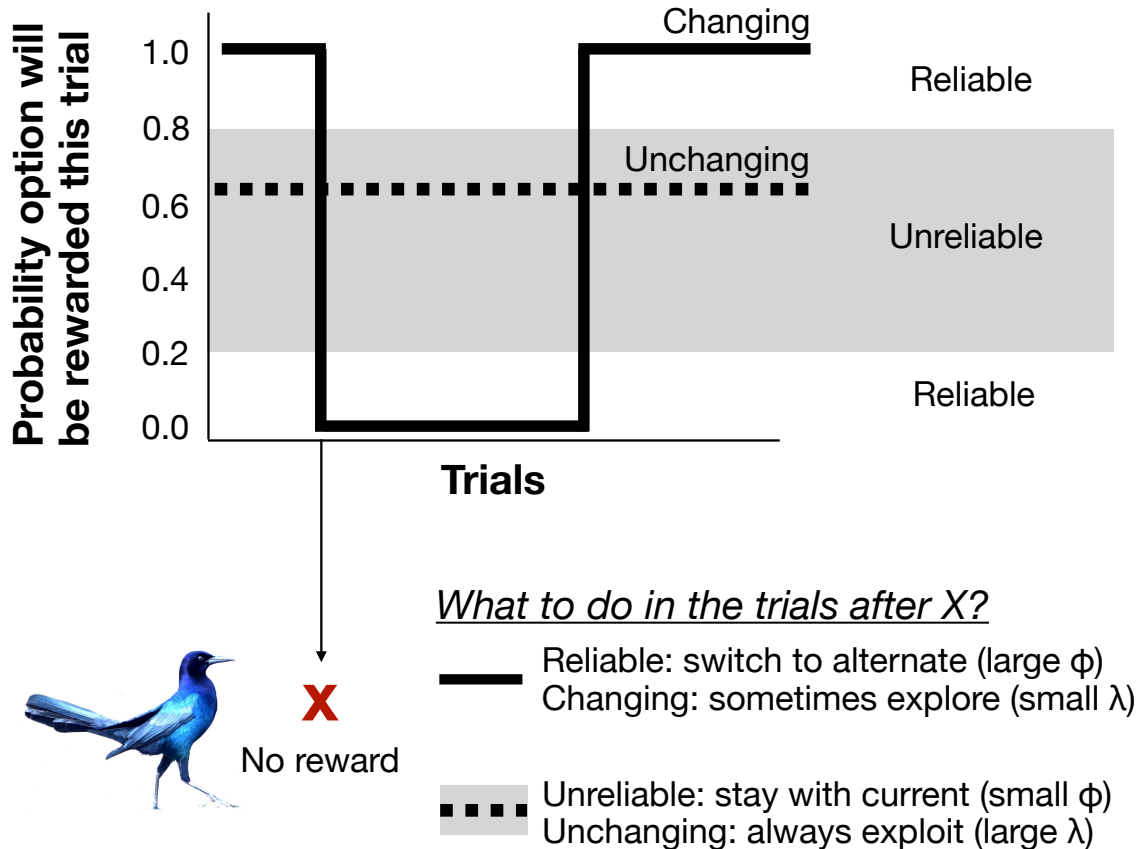 Probability option will
be rewarded this trial
1.0
0.8
0.6
0.4
0.2
0.0
Changing
Reliable
Unchanging
Unreliable
Reliable
Trials
What to do in the trials after X?
Reliable: switch to alternate (large ϕ)
Changing: sometimes explore (small λ)
X
No reward
Unreliable: stay with current (small ϕ)
Unchanging: always exploit (large λ)